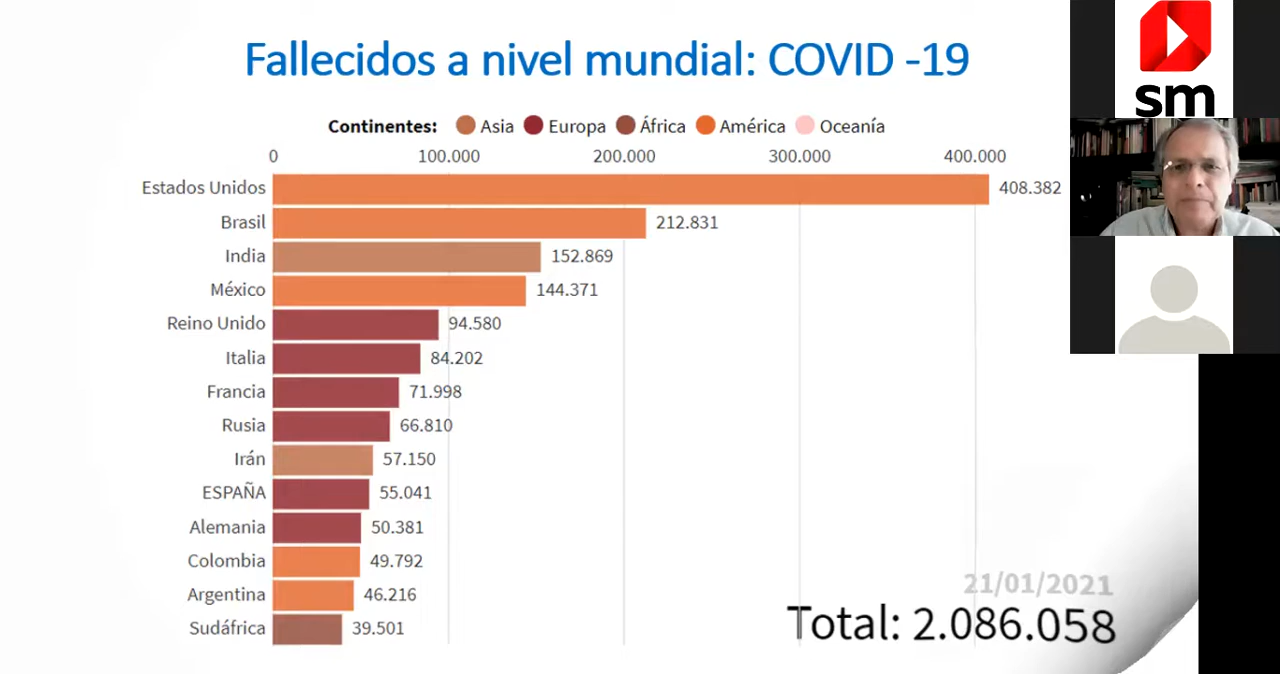 Fallecidos a nivel mundial: COVID -19
sm
Continentes: Asia Europa África América Oceanía
0 100.000 200.000 300.000 400.000
Estados Unidos 408.382
Brasil 212.831
India 152.869
México 144.371
Reino Unido 94.580
Italia 84.202
Francia 71.998
Rusia 66.810
Irán 57.150
ESPAÑA 55.041
Alemania 50.381
Colombia 49.792
Argentina 46.216
Sudáfrica 39.501
21/01/2021
Total: 2.086.058